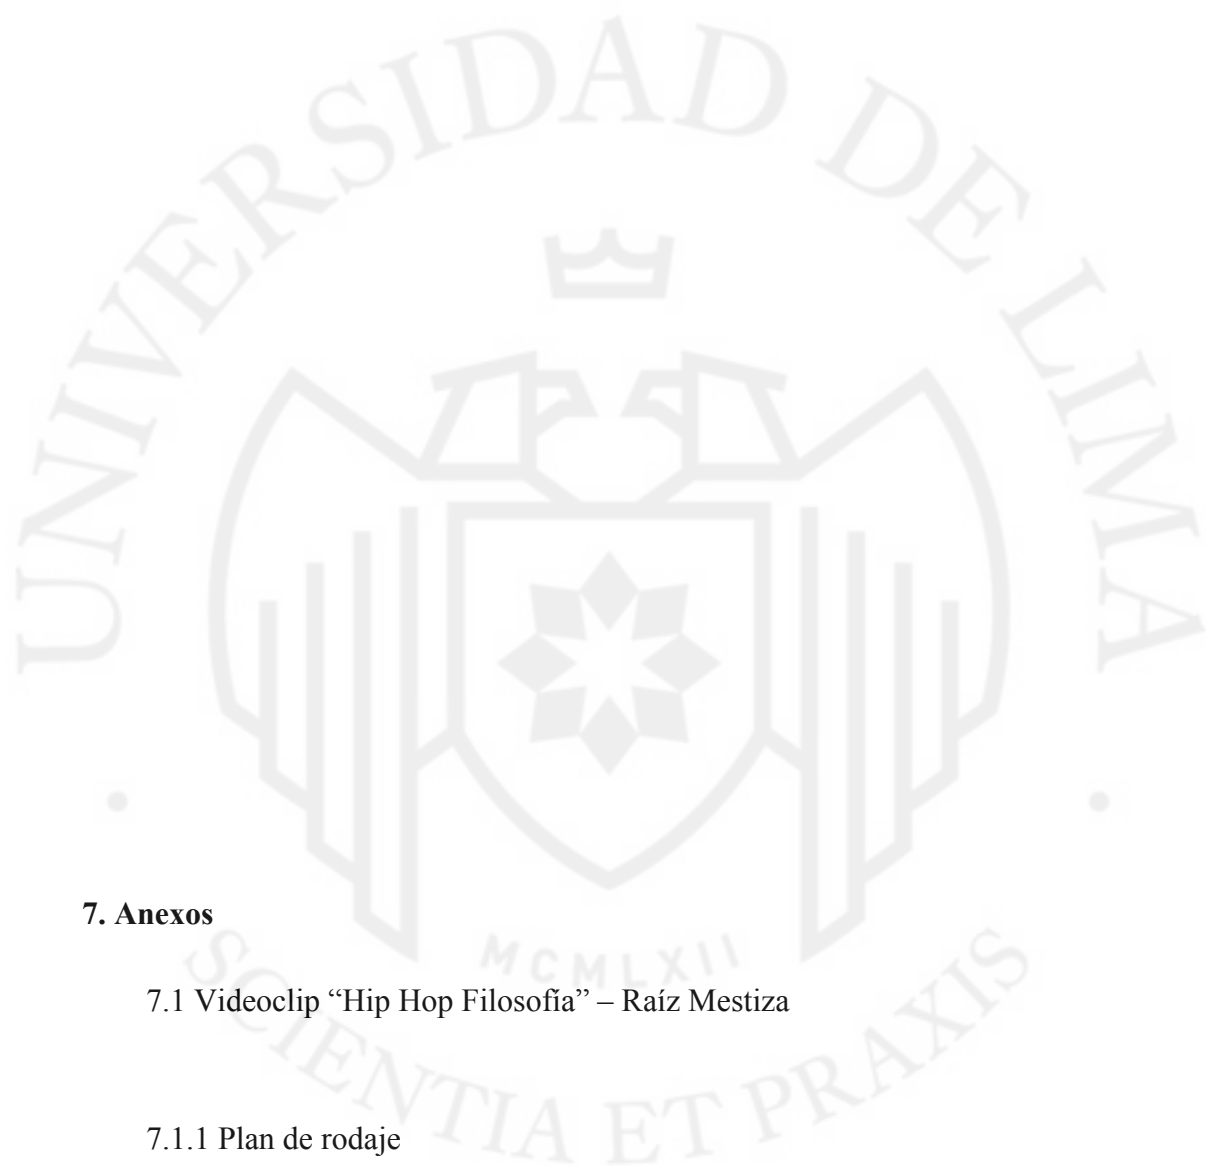 UNIVERSIDAD DE LIMA
7. Anexos
MCMLXII
7.1 Videoclip “Hip Hop Filosofía” – Raíz Mestiza
SCIENTIA ET PRAXIS
7.1.1 Plan de rodaje